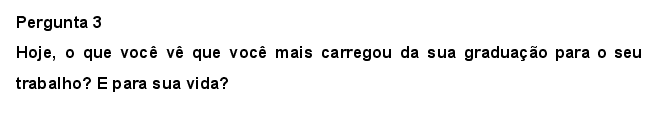 Pergunta 3
Hoje, o que você vê que você mais carregou da sua graduação para o seu
trabalho? E para sua vida?